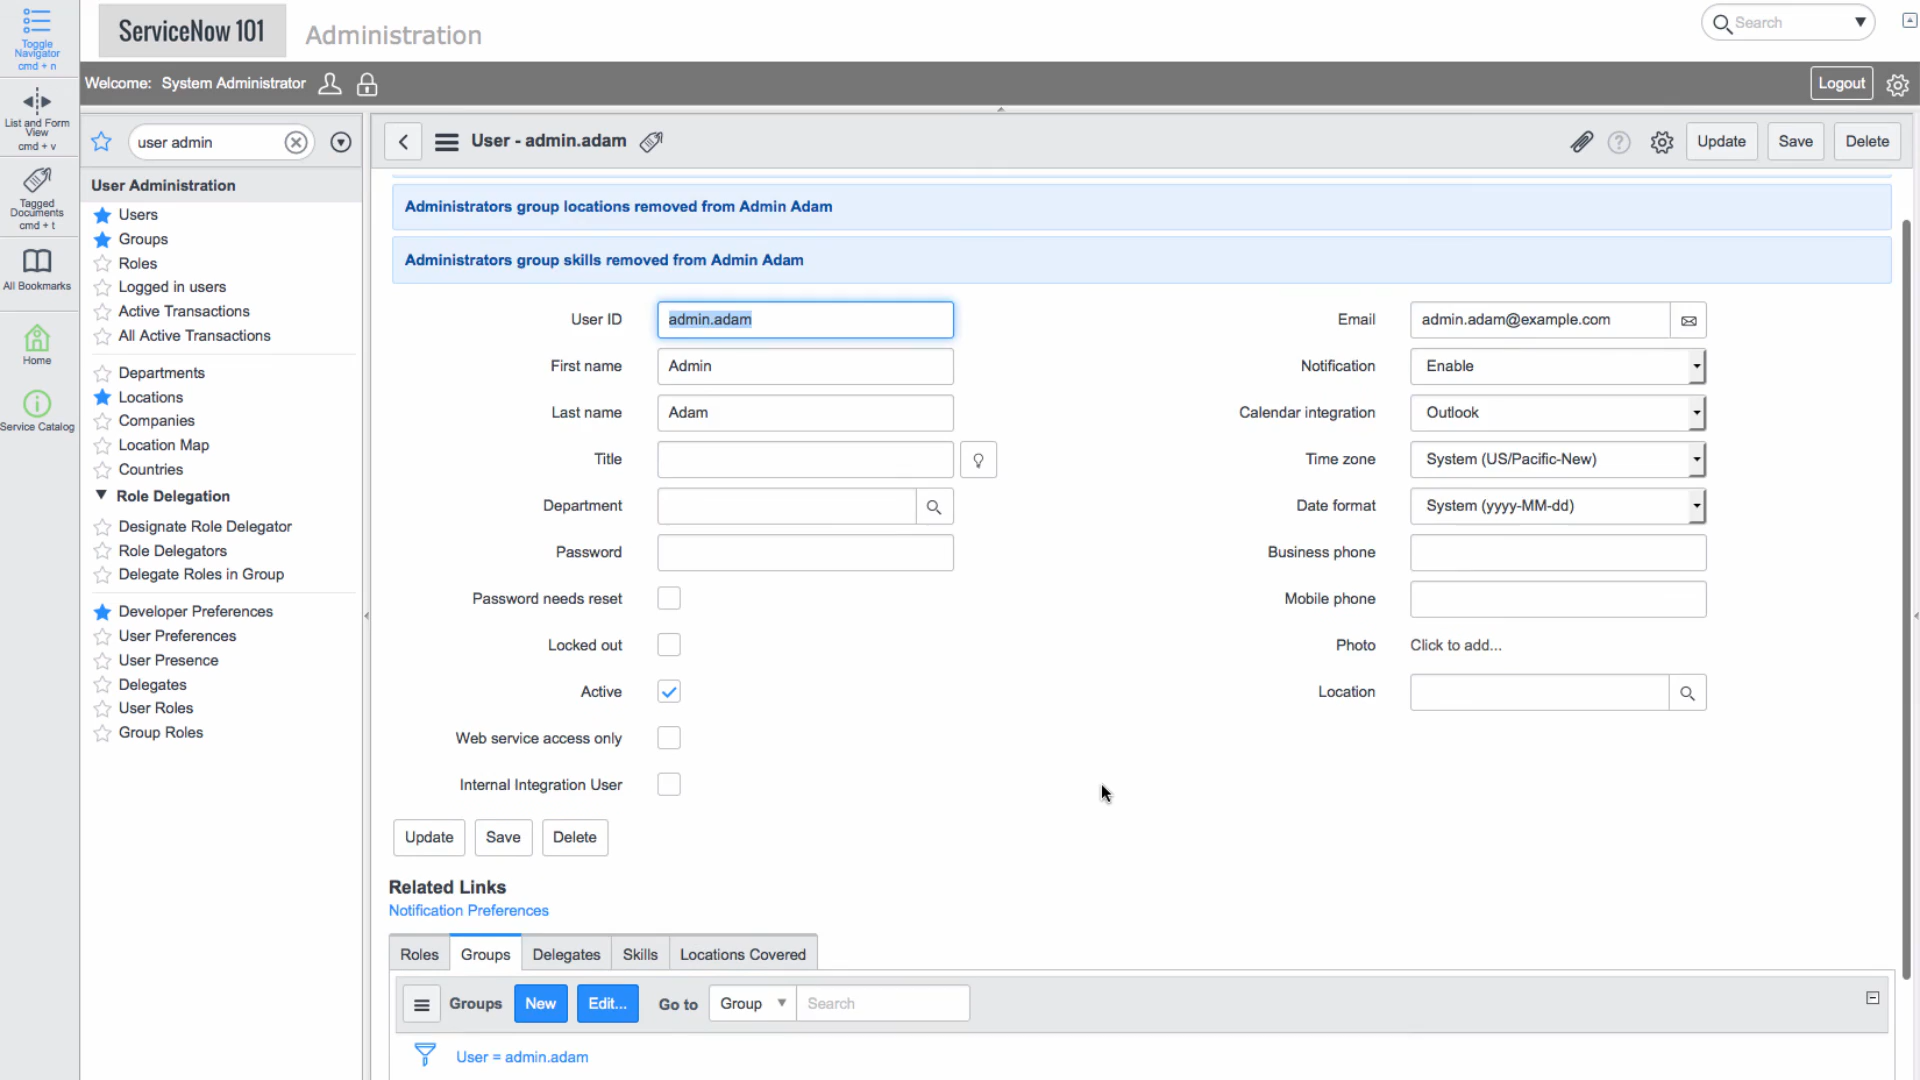 Toggle
Navigator
cmd + n
List and Form
View
cmd + v
Tagged
Documents
cmd + t
All Bookmarks
Home
Service Catalog
ServiceNow 101
Administration
Search
Welcome: System Administrator
Logout
user admin
User Administration
Users
Groups
Roles
Logged in users
Active Transactions
All Active Transactions
Departments
Locations
Companies
Location Map
Countries
Role Delegation
Designate Role Delegator
Role Delegators
Delegate Roles in Group
Developer Preferences
User Preferences
User Presence
Delegates
User Roles
Group Roles
User - admin.adam
Update
Save
Delete
Administrators group locations removed from Admin Adam
Administrators group skills removed from Admin Adam
User ID admin.adam
First name Admin
Last name Adam
Title
Department
Password
Password needs reset
Locked out
Active
Web service access only
Internal Integration User
Email admin.adam@example.com
Notification Enable
Calendar integration Outlook
Time zone System (US/Pacific-New)
Date format System (yyyy-MM-dd)
Business phone
Mobile phone
Photo Click to add...
Location
Update Save Delete
Related Links
Notification Preferences
Roles Groups Delegates Skills Locations Covered
Groups New Edit... Go to Group Search
User = admin.adam